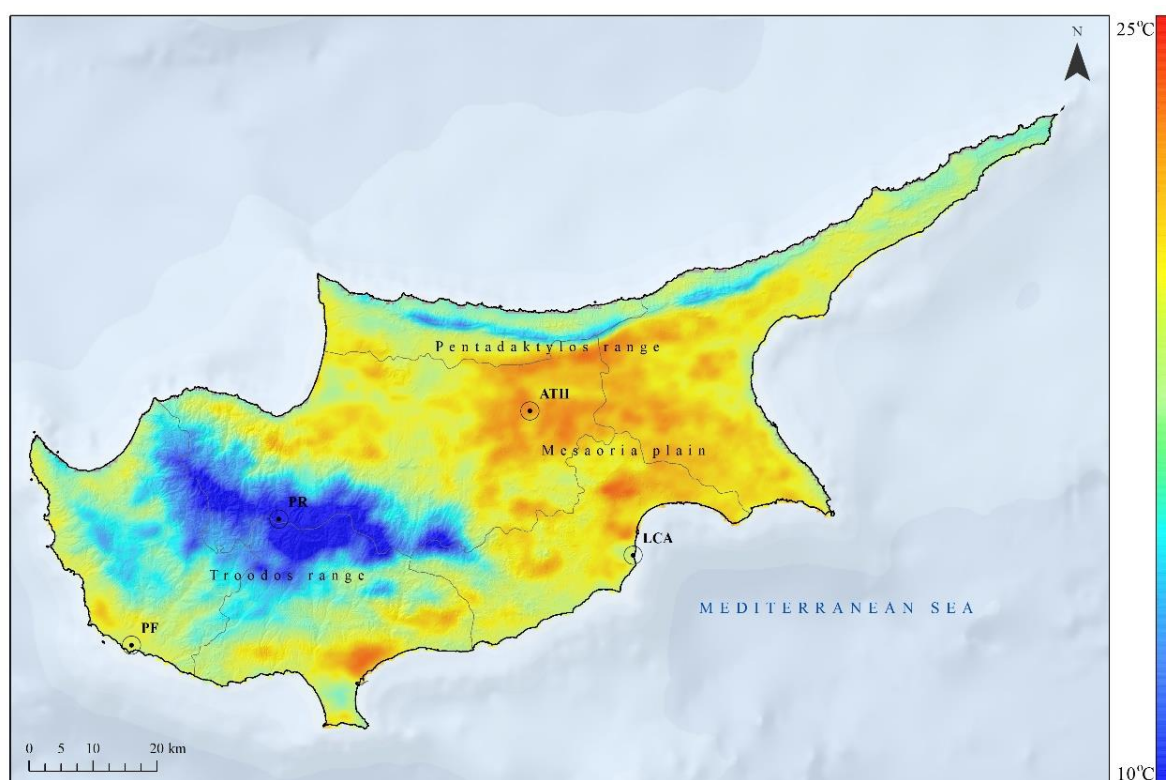 25°C
N
Pentadaktylos range
ATH
Mesaoria plain
PR
LCA
Troodos range
MEDITERRANEAN SEA
PF
0 5 10 20 km
10°C